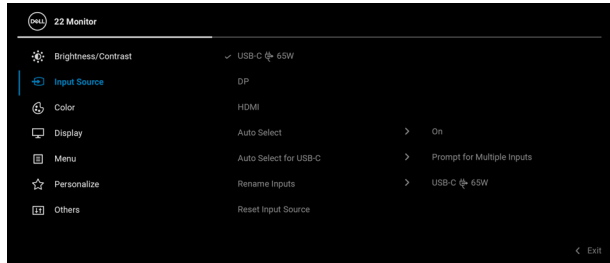 DELL 22 Monitor
Brightness/Contrast USB-C 65W
Input Source DP
Color HDMI
Display Auto Select > On
Menu Auto Select for USB-C > Prompt for Multiple Inputs
Personalize Rename Inputs > USB-C 65W
Others Reset Input Source
< Exit